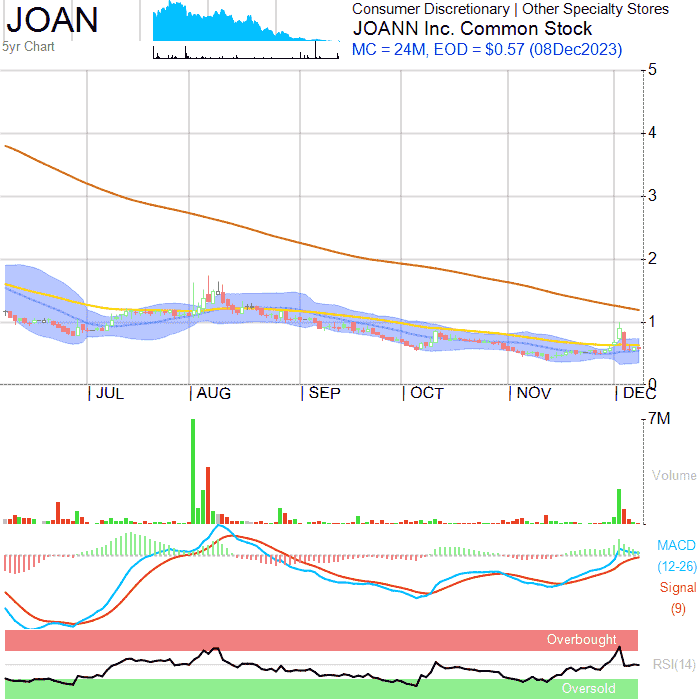 JOAN
5yr Chart
Consumer Discretionary | Other Specialty Stores
JOANN Inc. Common Stock
MC = 24M, EOD = $0.57 (08Dec2023)
5
4
3
2
1
0
JUL AUG SEP OCT NOV DEC
7M
Volume
MACD
(12-26)
Signal
(9)
Overbought
RSI(14)
Oversold